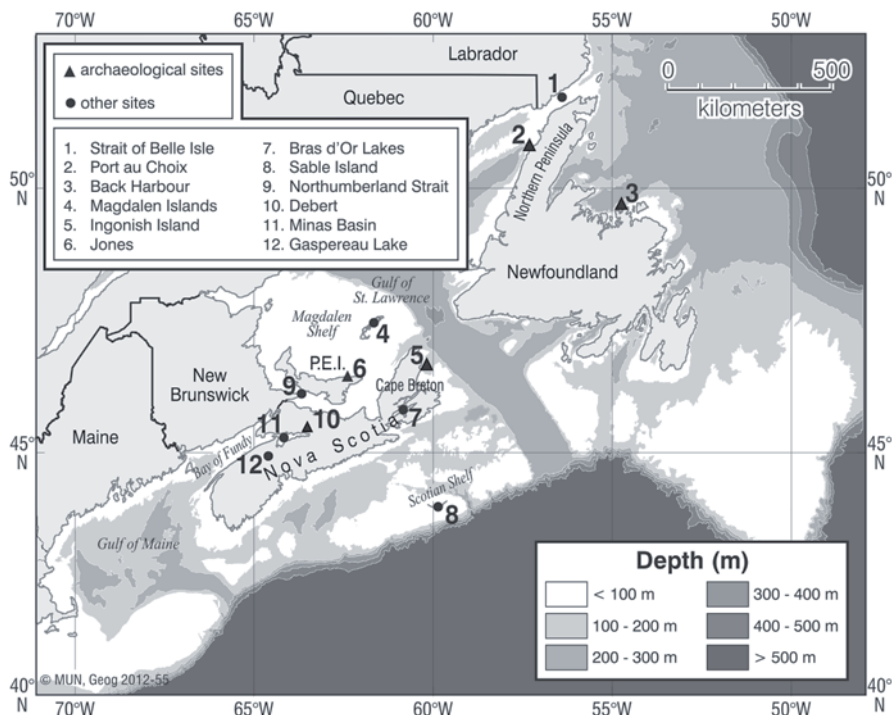 70°W 65°W 60°W 55°W 50°W
archaeological sites
other sites
1. Strait of Belle Isle
2. Port au Choix
3. Back Harbour
4. Magdalen Islands
5. Ingonish Island
6. Jones
7. Bras d'Or Lakes
8. Sable Island
9. Northumberland Strait
10. Debert
11. Minas Basin
12. Gaspereau Lake
Labrador
Quebec
0 500
kilometers
1
2
Northern Peninsula
3
50°
N
50°
N
Newfoundland
Gulf of
St. Lawrence
Magdalen
Shelf
4
P.E.I.
6
5
Cape Breton
New
Brunswick
9
7
Maine
11
10
Nova Scotia
Bay of Fundy
12
45°
N
45°
N
Scotian Shelf
8
Gulf of Maine
Depth (m)
< 100 m
100 - 200 m
200 - 300 m
300 - 400 m
400 - 500 m
> 500 m
© MUN, Geog 2012-55
40°
N
40°
N
70°W 65°W 60°W 55°W 50°W